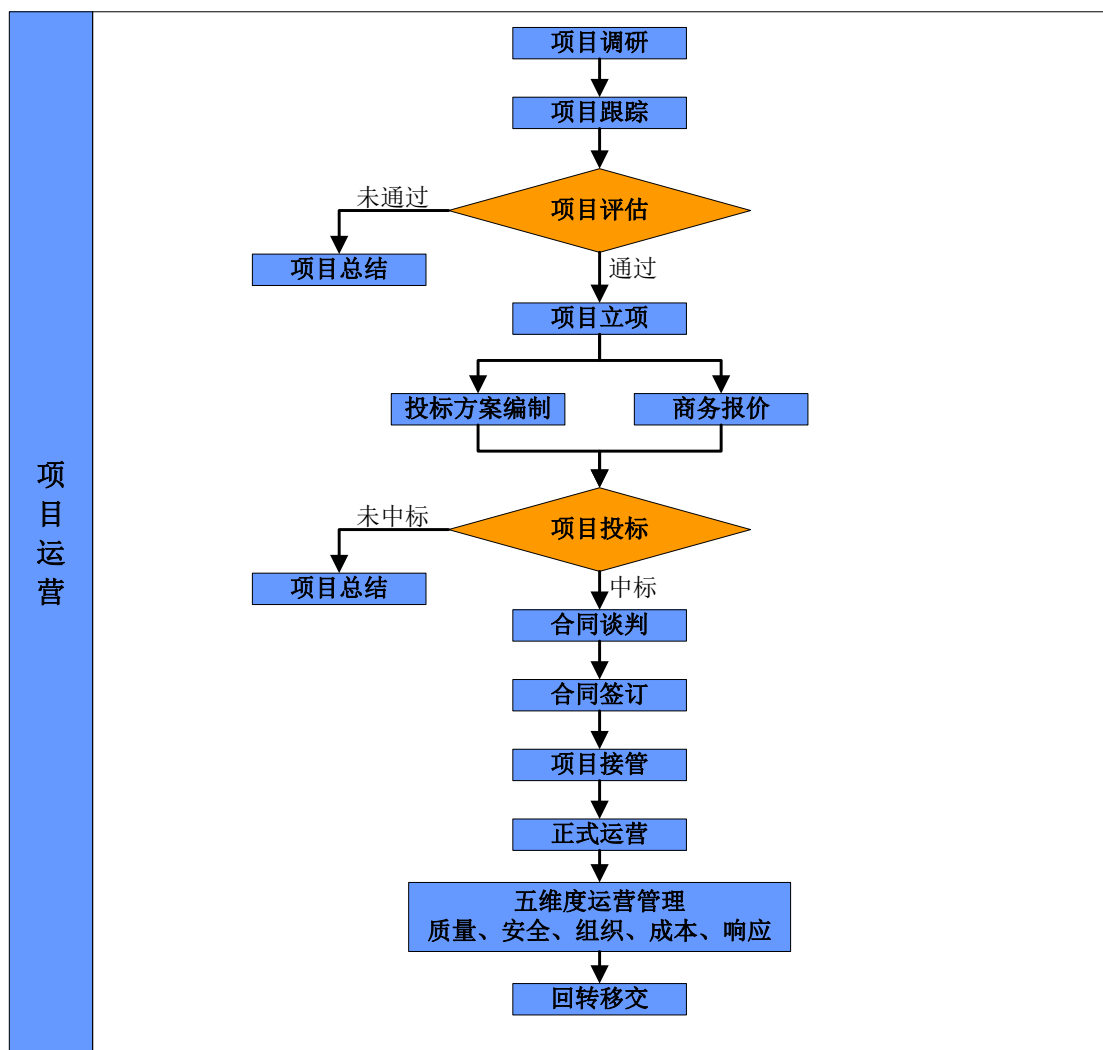 项目运营
项目调研
项目跟踪
项目评估
未通过
项目总结
通过
项目立项
投标方案编制
商务报价
项目投标
未中标
项目总结
中标
合同谈判
合同签订
项目接管
正式运营
五维度运营管理
质量、安全、组织、成本、响应
回转移交